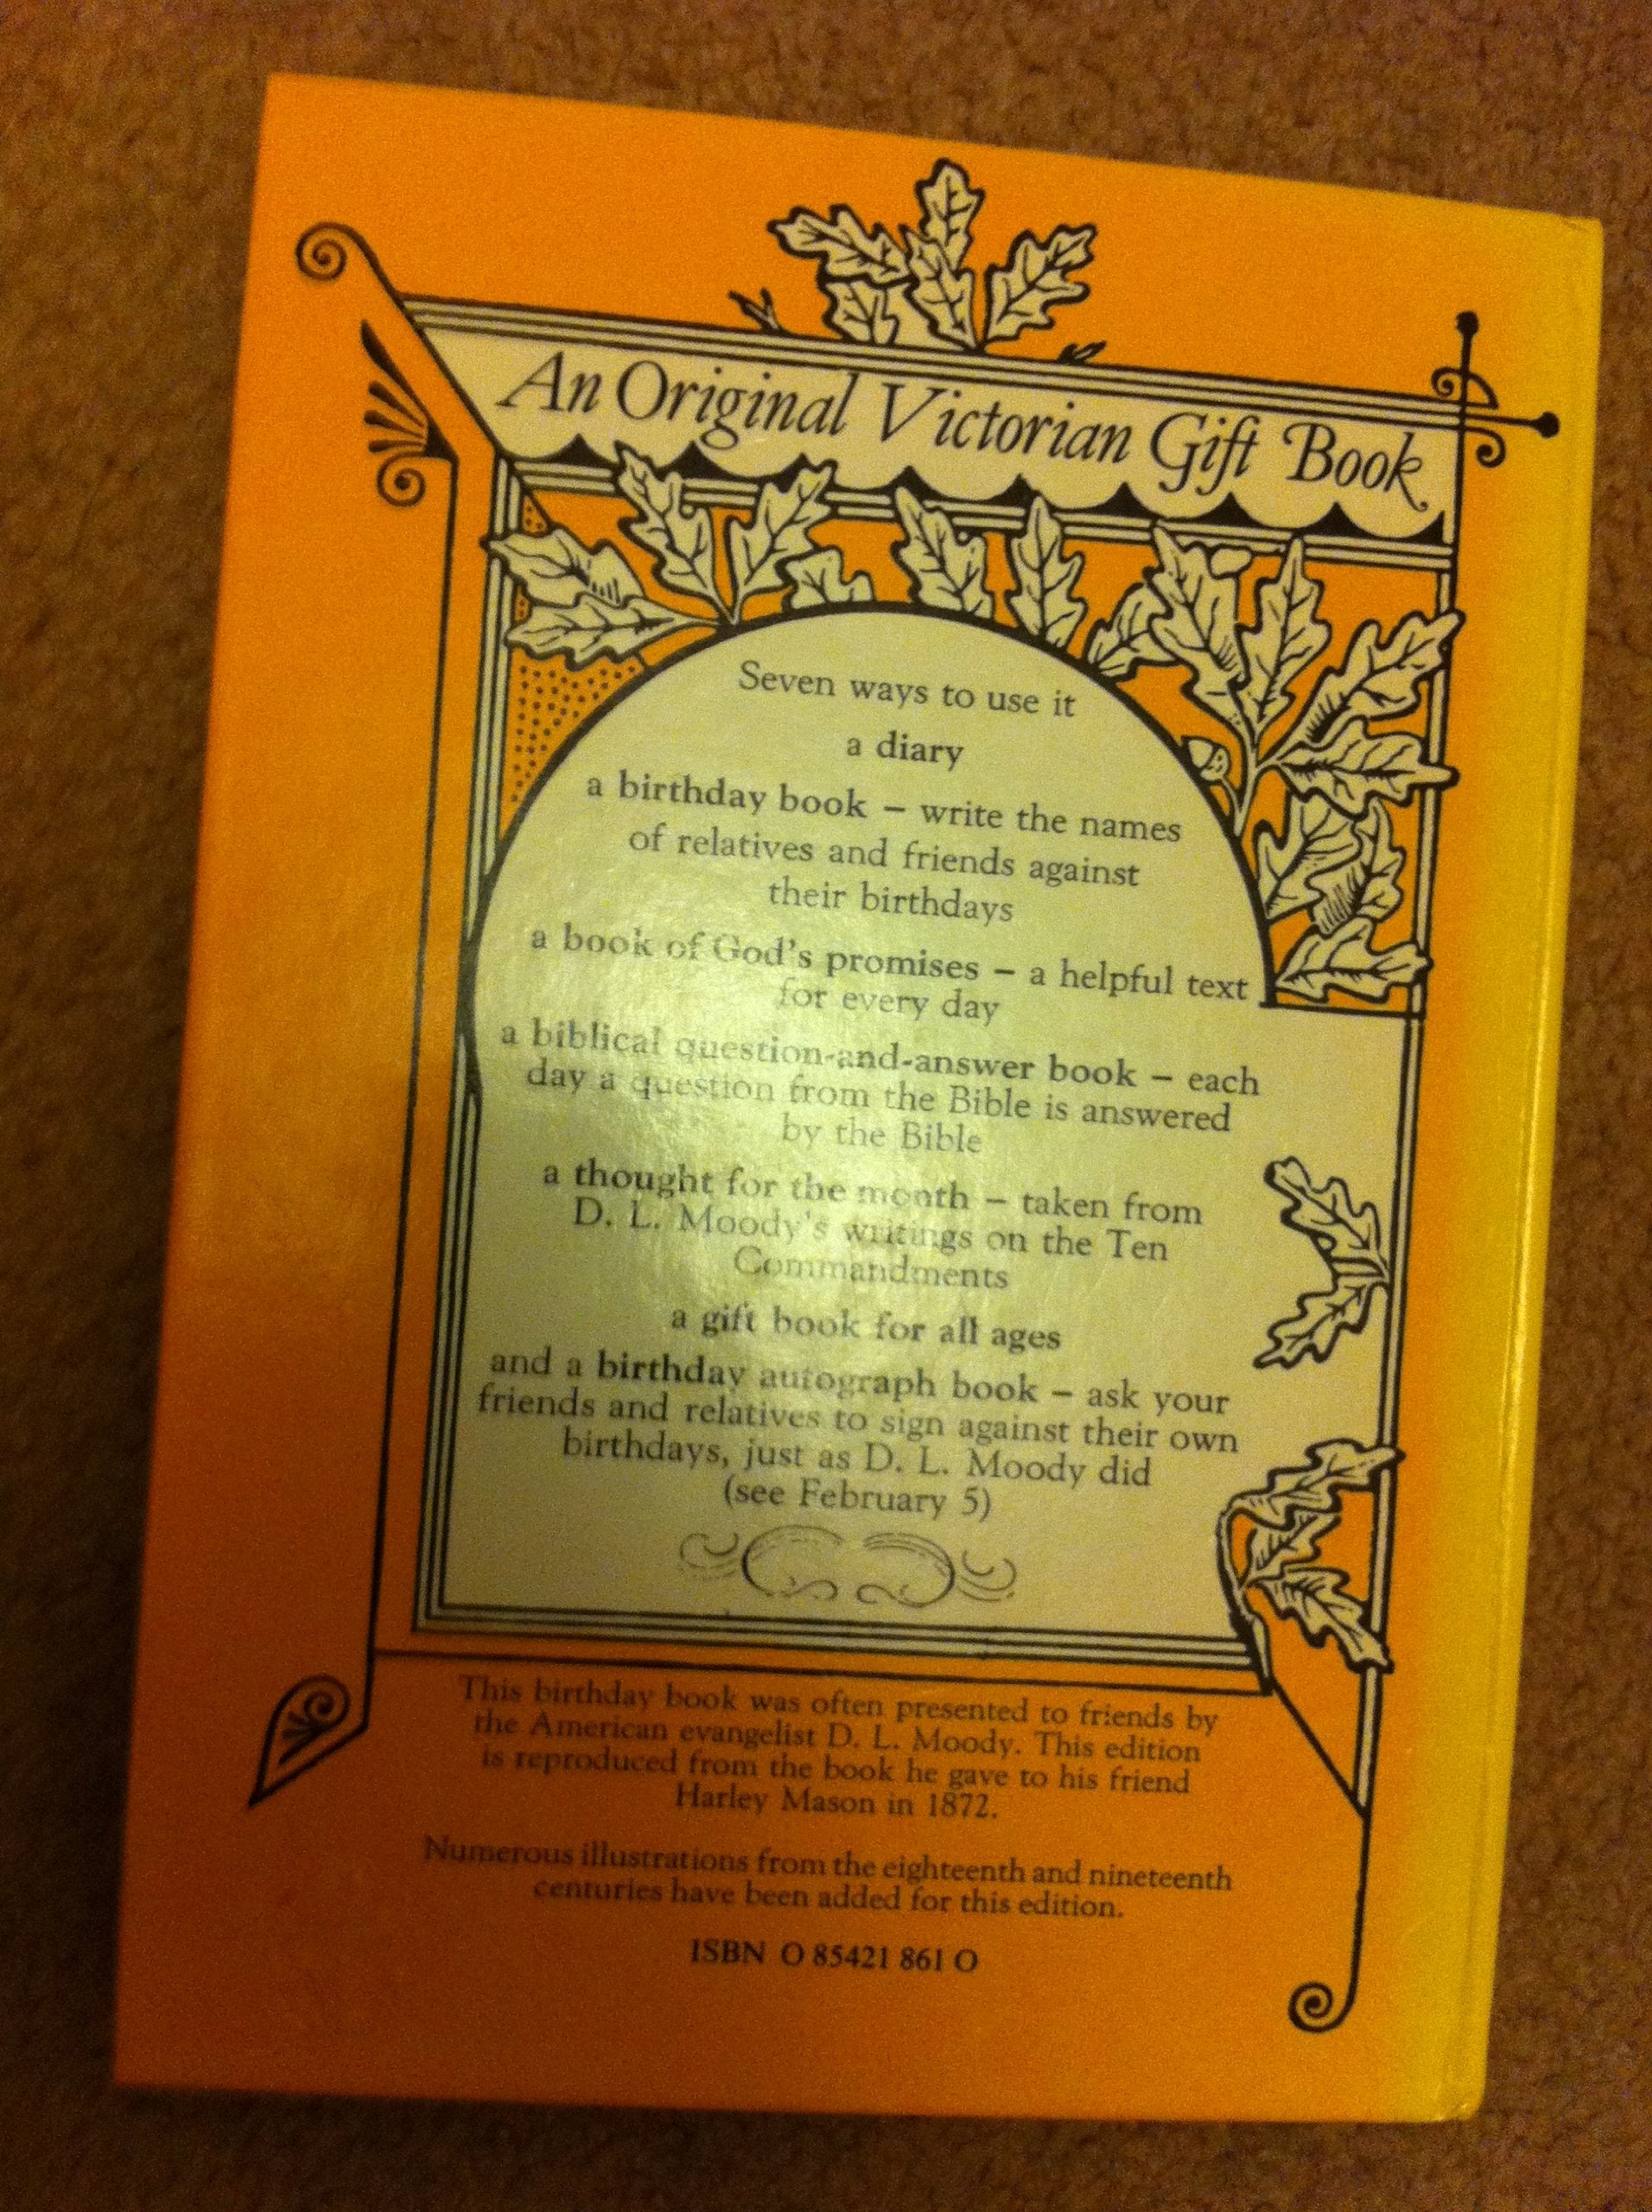 An Original Victorian Gift Book
Seven ways to use it
a diary
a birthday book – write the names
of relatives and friends against
their birthdays
a book of God's promises – a helpful text
for every day
a biblical question-and-answer book – each
day a question from the Bible is answered
by the Bible
a thought for the month – taken from
D. L. Moody's writings on the Ten
Commandments
a gift book for all ages
and a birthday autograph book – ask your
friends and relatives to sign against their own
birthdays, just as D. L. Moody did
(see February 5)
This birthday book was often presented to friends by
the American evangelist D. L. Moody. This edition
is reproduced from the book he gave to his friend
Harley Mason in 1872.
Numerous illustrations from the eighteenth and nineteenth
centuries have been added for this edition.
ISBN O 85421 861 O